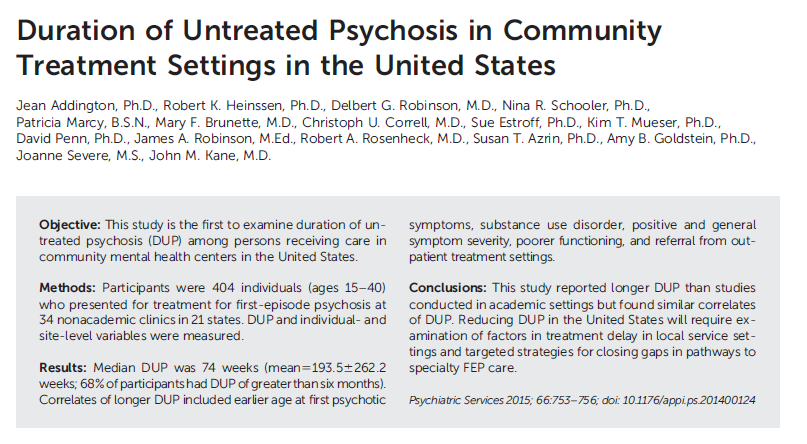 Duration of Untreated Psychosis in Community
Treatment Settings in the United States
Jean Addington, Ph.D., Robert K. Heinssen, Ph.D., Delbert G. Robinson, M.D., Nina R. Schooler, Ph.D.,
Patricia Marcy, B.S.N., Mary F. Brunette, M.D., Christoph U. Correll, M.D., Sue Estroff, Ph.D., Kim T. Mueser, Ph.D.,
David Penn, Ph.D., James A. Robinson, M.Ed., Robert A. Rosenheck, M.D., Susan T. Azrin, Ph.D., Amy B. Goldstein, Ph.D.,
Joanne Severe, M.S., John M. Kane, M.D.
Objective: This study is the first to examine duration of un-
treated psychosis (DUP) among persons receiving care in
community mental health centers in the United States.
Methods: Participants were 404 individuals (ages 15–40)
who presented for treatment for first-episode psychosis at
34 nonacademic clinics in 21 states. DUP and individual- and
site-level variables were measured.
Results: Median DUP was 74 weeks (mean=193.5±262.2
weeks; 68% of participants had DUP of greater than six months).
Correlates of longer DUP included earlier age at first psychotic
symptoms, substance use disorder, positive and general
symptom severity, poorer functioning, and referral from out-
patient treatment settings.
Conclusions: This study reported longer DUP than studies
conducted in academic settings but found similar correlates
of DUP. Reducing DUP in the United States will require ex-
amination of factors in treatment delay in local service set-
tings and targeted strategies for closing gaps in pathways to
specialty FEP care.
Psychiatric Services 2015; 66:753–756; doi: 10.1176/appi.ps.201400124